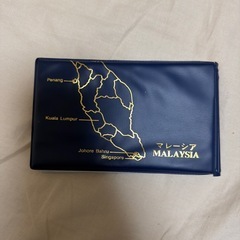 Penang
Kuala Lumpur
Johore Bahru
Singapore
マレーシア
MALAYSIA